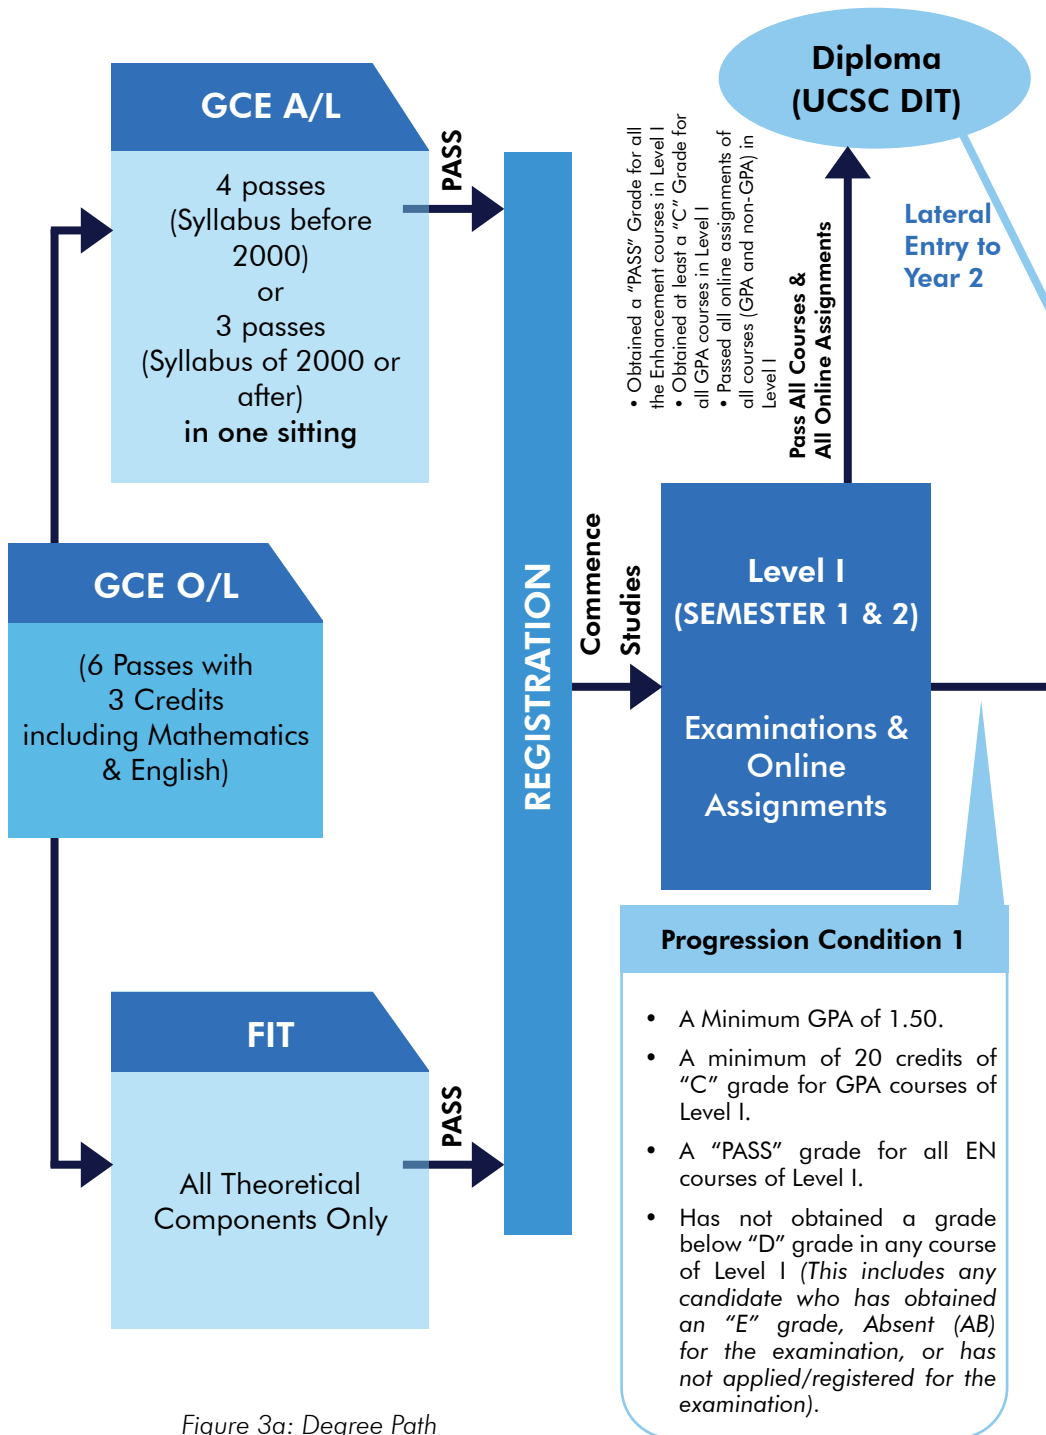 GCE A/L
4 passes
(Syllabus before
2000)
or
3 passes
(Syllabus of 2000 or
after)
in one sitting
PASS
GCE O/L
(6 Passes with
3 Credits
including Mathematics
& English)
FIT
All Theoretical
Components Only
PASS
REGISTRATION
Commence
Studies
Level I
(SEMESTER 1 & 2)
Examinations &
Online
Assignments
• Obtained a “PASS” Grade for all
the Enhancement courses in Level I
• Obtained at least a “C” Grade for
all GPA courses in Level I
• Passed all online assignments of
all courses (GPA and non-GPA) in
Level I
Pass All Courses &
All Online Assignments
Diploma
(UCSC DIT)
Lateral
Entry to
Year 2
Progression Condition 1
• A Minimum GPA of 1.50.
• A minimum of 20 credits of
“C” grade for GPA courses of
Level I.
• A “PASS” grade for all EN
courses of Level I.
• Has not obtained a grade
below “D” grade in any course
of Level I (This includes any
candidate who has obtained
an “E” grade, Absent (AB)
for the examination, or has
not applied/registered for the
examination).
Figure 3a: Degree Path